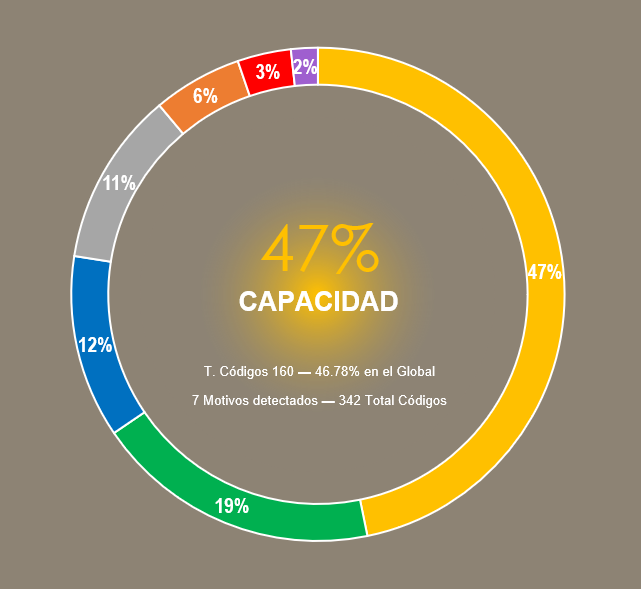 2%
3%
6%
11%
47%
47%
CAPACIDAD
12%
T. Códigos 160 — 46.78% en el Global
7 Motivos detectados — 342 Total Códigos
19%